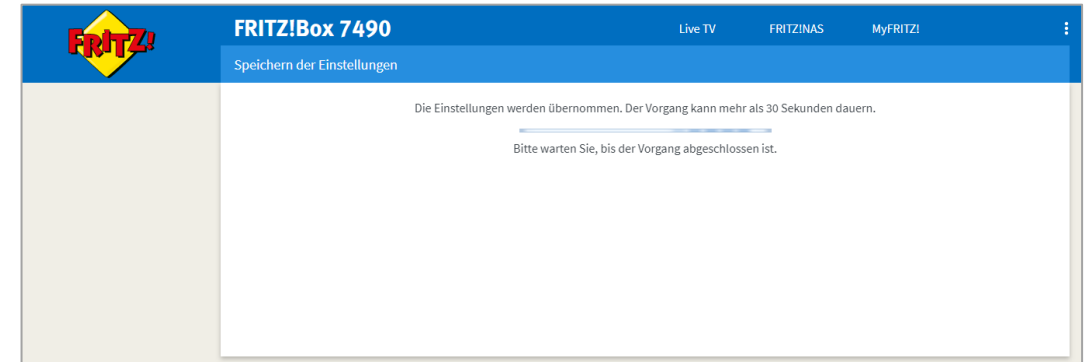 FRITZ!
FRITZ!Box 7490
Live TV FRITZ!NAS MyFRITZ!
Speichern der Einstellungen
Die Einstellungen werden übernommen. Der Vorgang kann mehr als 30 Sekunden dauern.
Bitte warten Sie, bis der Vorgang abgeschlossen ist.